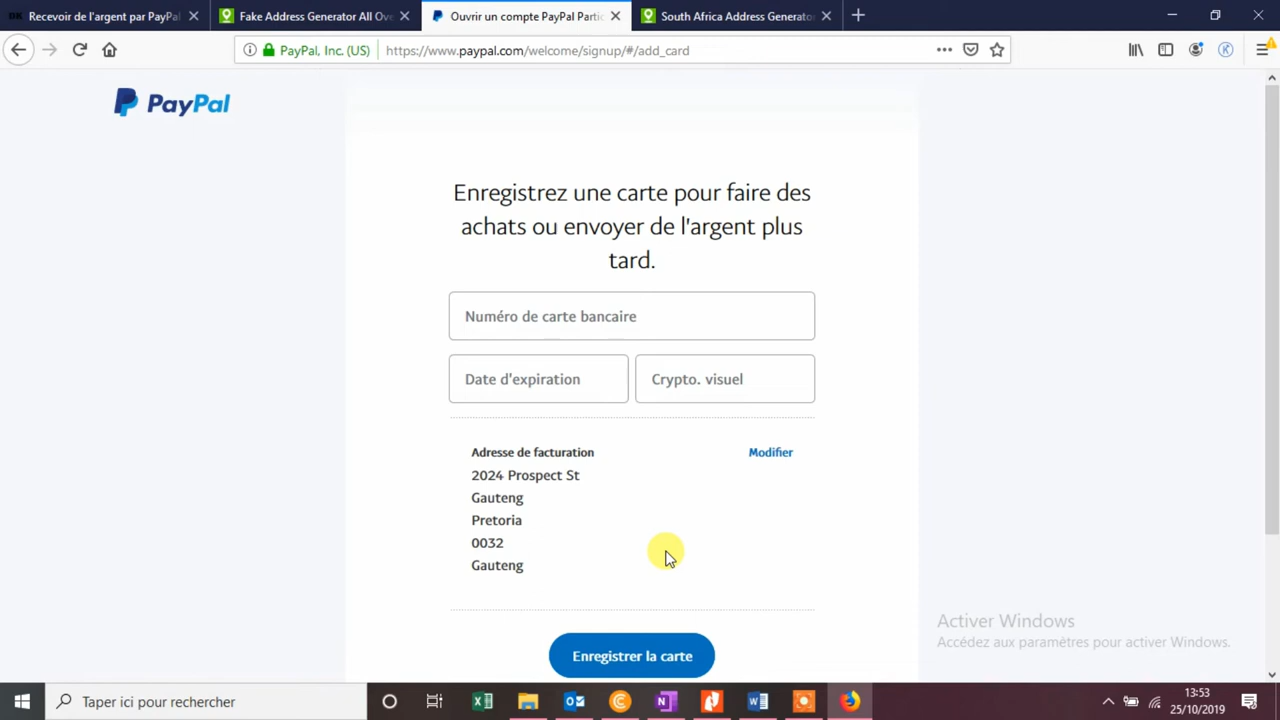 Recevoir de l'argent par PayPal
Fake Address Generator All Ove
Ouvrir un compte PayPal Partic
South Africa Address Generator
PayPal, Inc. (US)
https://www.paypal.com/welcome/signup/#/add_card
PayPal
Enregistrez une carte pour faire des
achats ou envoyer de l'argent plus
tard.
Numéro de carte bancaire
Date d'expiration
Crypto. visuel
Adresse de facturation
Modifier
2024 Prospect St
Gauteng
Pretoria
0032
Gauteng
Enregistrer la carte
Activer Windows
Accédez aux paramètres pour activer Windows.
Taper ici pour rechercher
13:53
25/10/2019